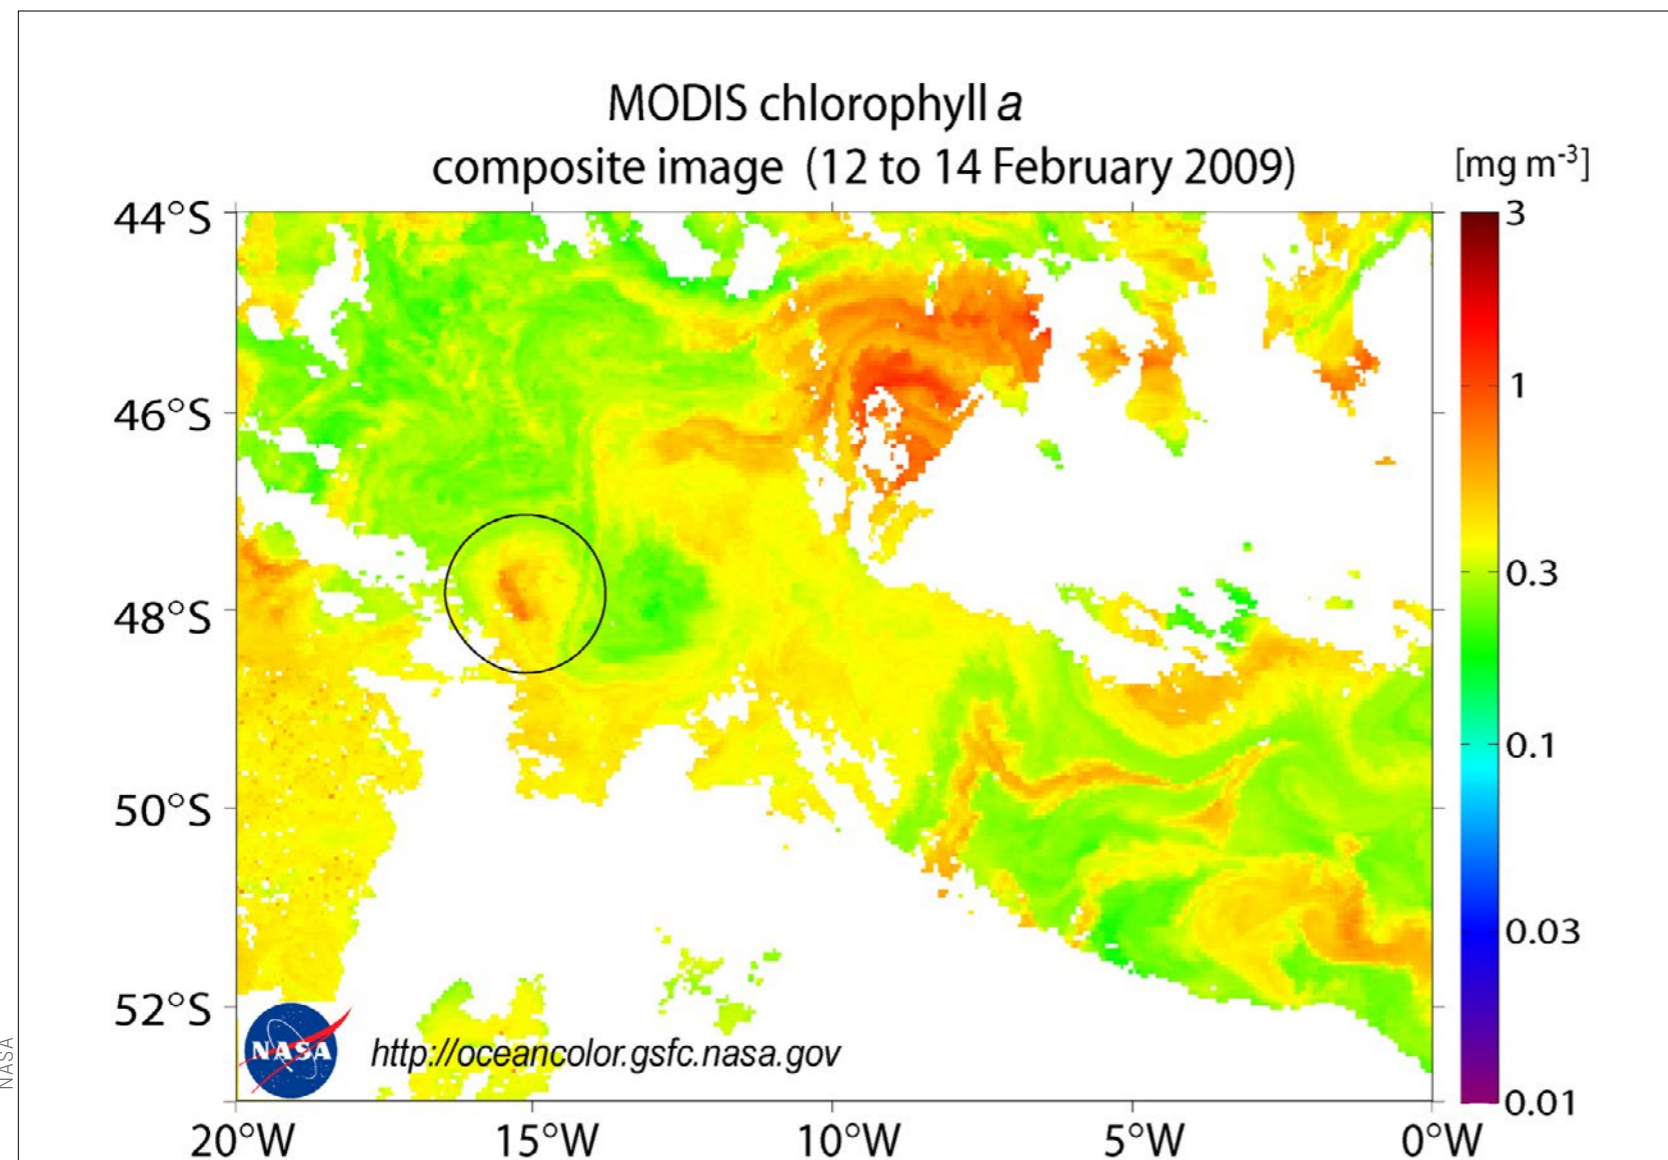 MODIS chlorophyll a
composite image (12 to 14 February 2009)
[mg m-3]
44°S
46°S
48°S
50°S
52°S
3
1
0.3
0.1
0.03
0.01
NASA
http://oceancolor.gsfc.nasa.gov
20°W
15°W
10°W
5°W
0°W
NASA